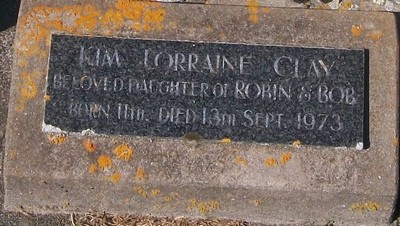 KIM LORRAINE CLAY
BELOVED DAUGHTER OF ROBIN & BOB
BORN 11TH. DIED 13TH SEPT. 1973